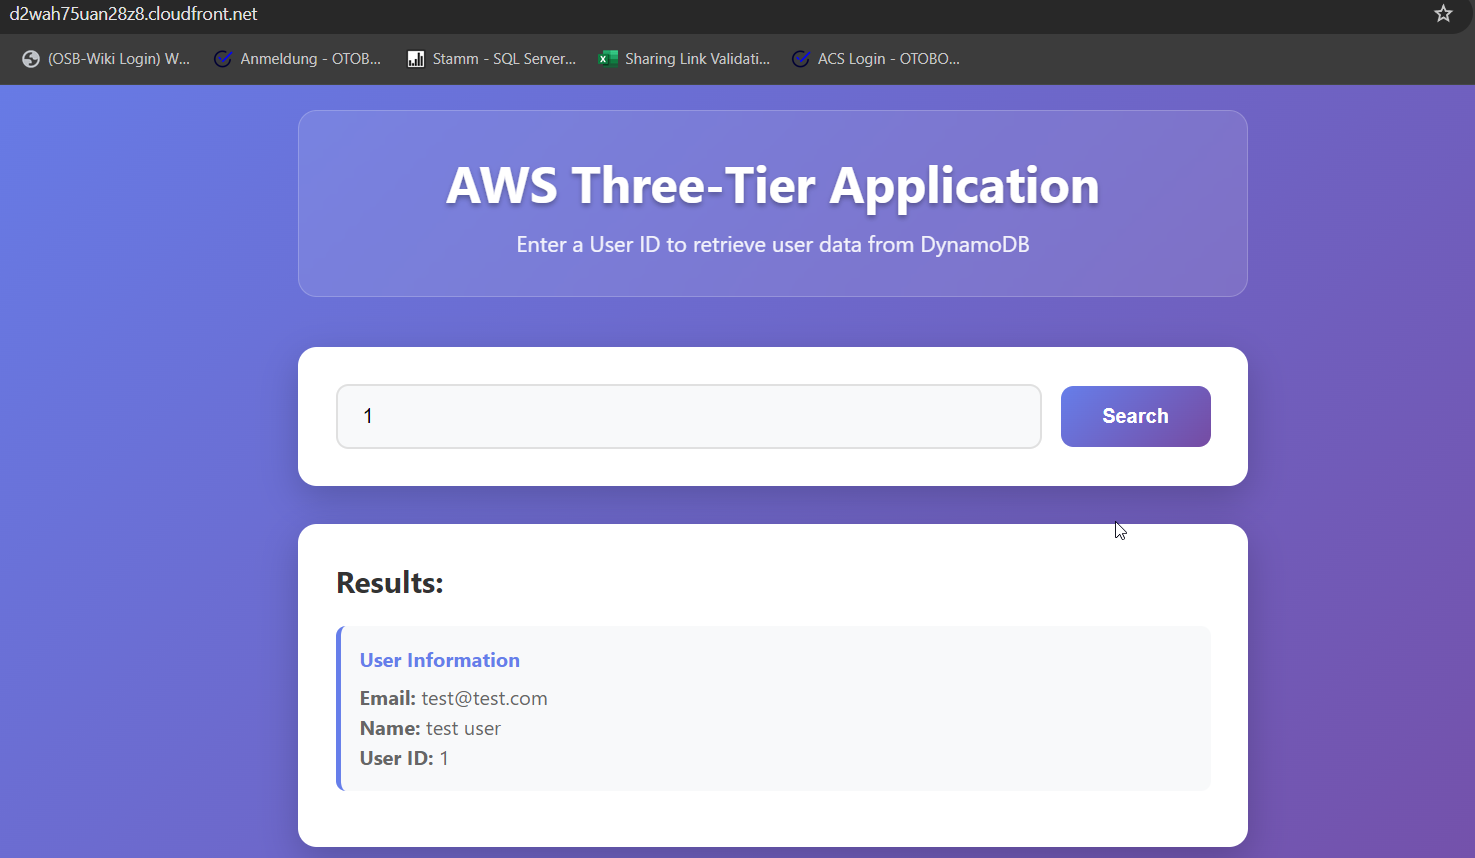 d2wah75uan28z8.cloudfront.net
(OSB-Wiki Login) W... Anmeldung - OTOB... Stamm - SQL Server... Sharing Link Validati... ACS Login - OTOBO...
AWS Three-Tier Application
Enter a User ID to retrieve user data from DynamoDB
1 Search
Results:
User Information
Email: test@test.com
Name: test user
User ID: 1